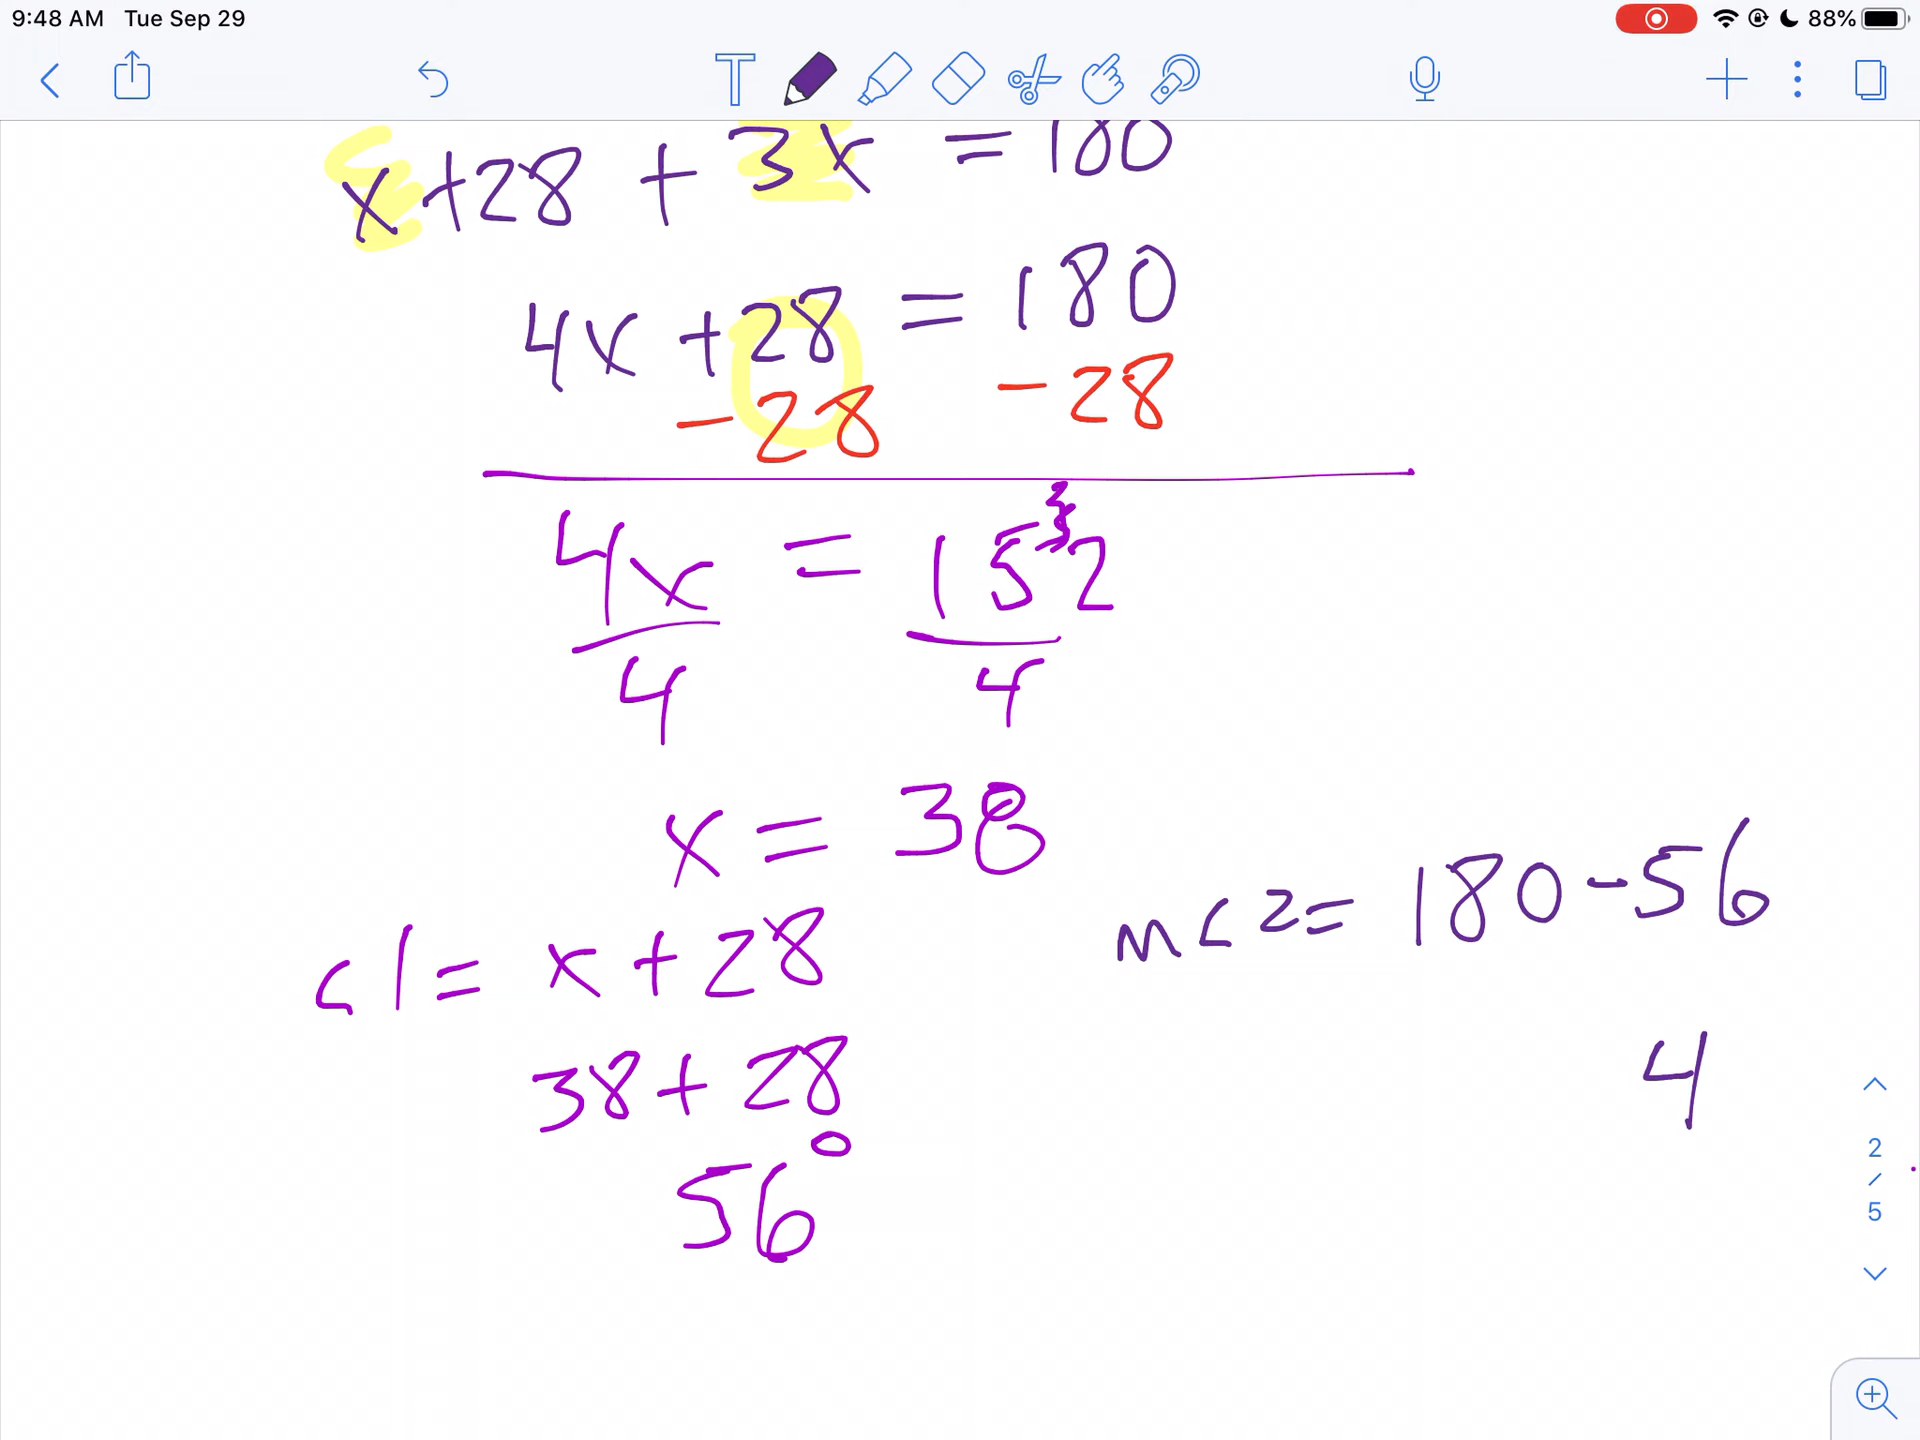 9:48 AM Tue Sep 29
88%
T
x+28 + 3x = 180
4x +28 = 180
-28 -28
4x = 152
4 4
x = 38
∠1= x+28
m∠2= 180-56
38+28
4
56°
2
/
5